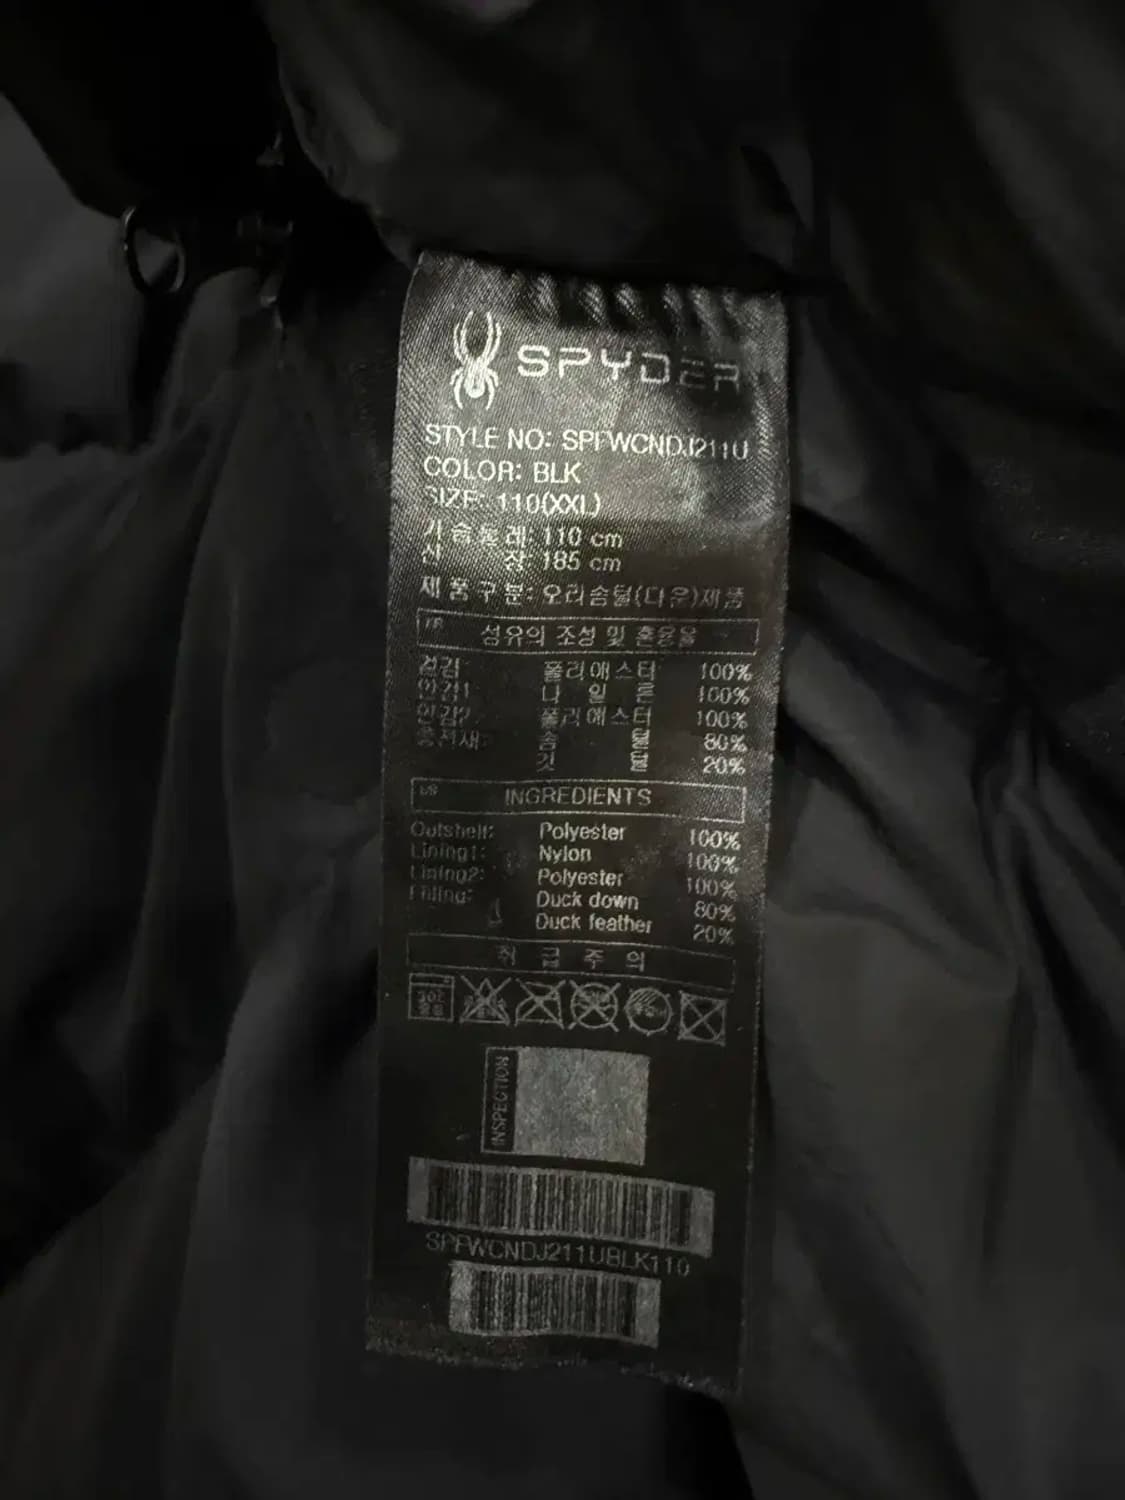 SPYDER
STYLE NO: SPFWCNDJ211U
COLOR: BLK
SIZE: 110(XXL)
가슴둘레: 110 cm
신 장: 185 cm
제품구분: 오리솜털(다운)제품
KR 섬유의 조성 및 혼용율
겉감: 폴리에스터 100%
안감1: 나 일 론 100%
안감2: 폴리에스터 100%
충전재: 솜 털 80%
깃 털 20%
INGREDIENTS
Outshell: Polyester 100%
Lining1: Nylon 100%
Lining2: Polyester 100%
Filling: Duck down 80%
Duck feather 20%
취 급 주 의
INSPECTION
SPFWCNDJ211UBLK110